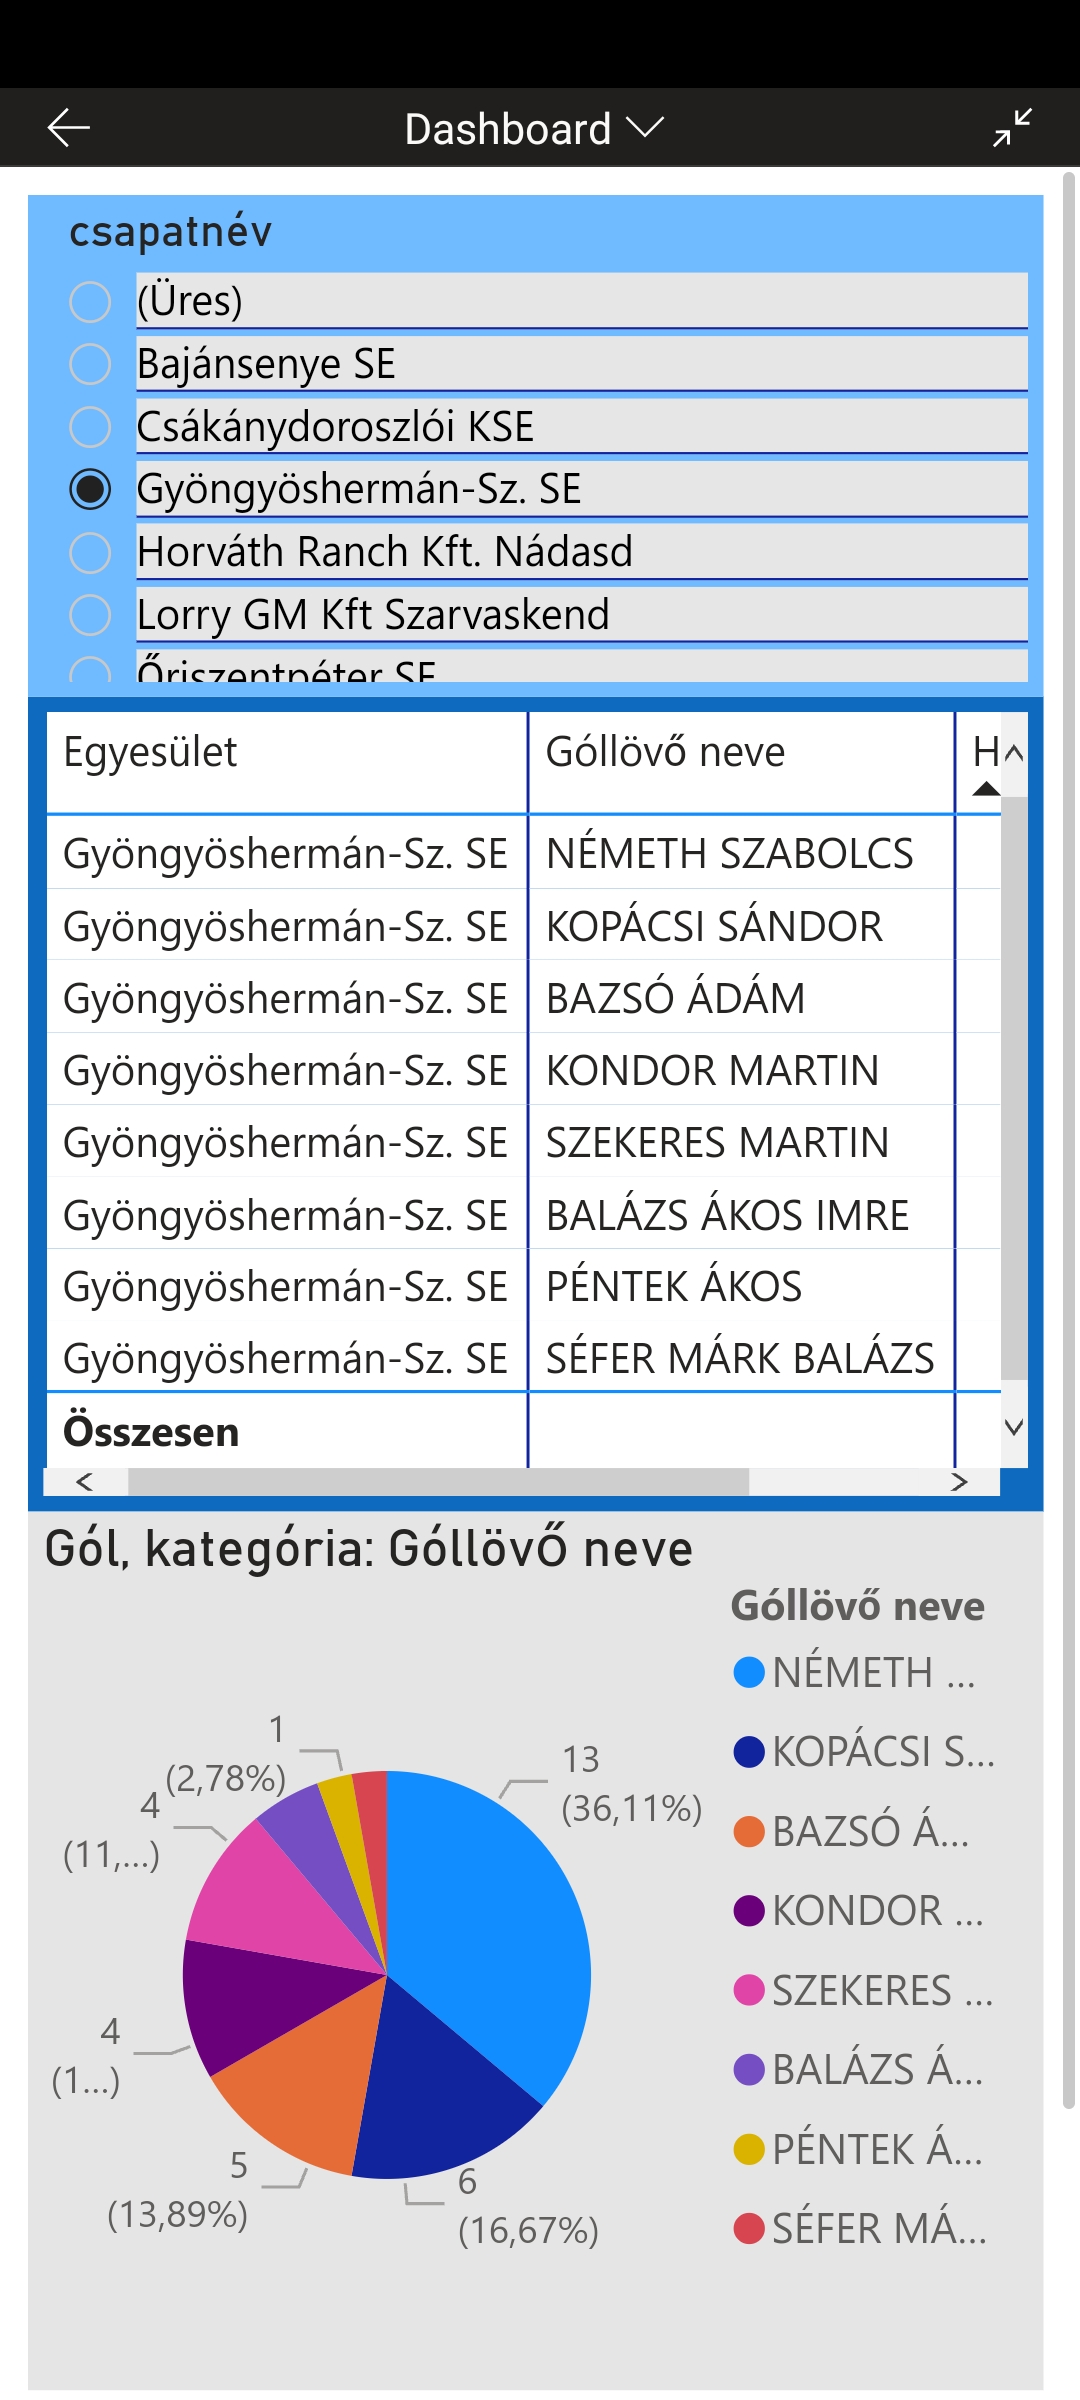 Dashboard
csapatnév
(Üres)
Bajánsenye SE
Csákánydoroszlói KSE
Gyöngyöshermán-Sz. SE
Horváth Ranch Kft. Nádasd
Lorry GM Kft Szarvaskend
Őriszentpéter SE
Egyesület Góllövő neve H
Gyöngyöshermán-Sz. SE NÉMETH SZABOLCS
Gyöngyöshermán-Sz. SE KOPÁCSI SÁNDOR
Gyöngyöshermán-Sz. SE BAZSÓ ÁDÁM
Gyöngyöshermán-Sz. SE KONDOR MARTIN
Gyöngyöshermán-Sz. SE SZEKERES MARTIN
Gyöngyöshermán-Sz. SE BALÁZS ÁKOS IMRE
Gyöngyöshermán-Sz. SE PÉNTEK ÁKOS
Gyöngyöshermán-Sz. SE SÉFER MÁRK BALÁZS
Összesen
Gól, kategória: GóllövŐ neve
Góllövő neve
NÉMETH ...
KOPÁCSI S...
BAZSÓ Á...
KONDOR ...
SZEKERES ...
BALÁZS Á...
PÉNTEK Á...
SÉFER MÁ...
13
(36,11%)
6
(16,67%)
5
(13,89%)
4
(1...)
4
(11,...)
1
(2,78%)